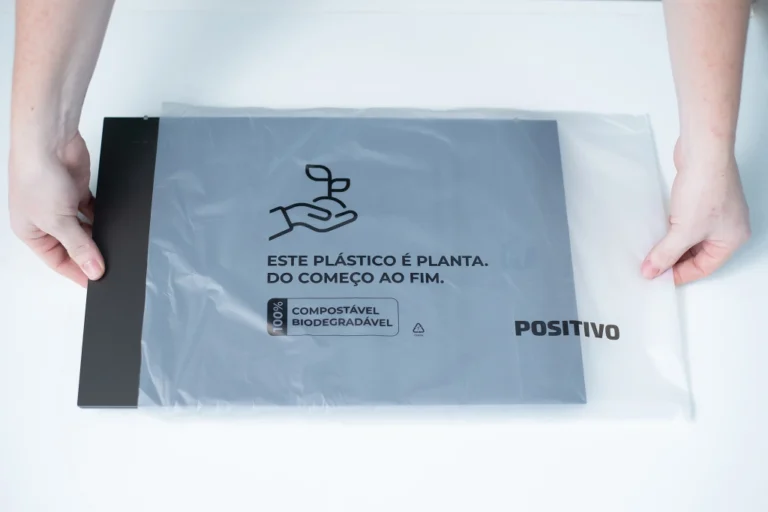 ESTE PLÁSTICO É PLANTA.
DO COMEÇO AO FIM.
100%
COMPOSTÁVEL
BIODEGRADÁVEL
POSITIVO